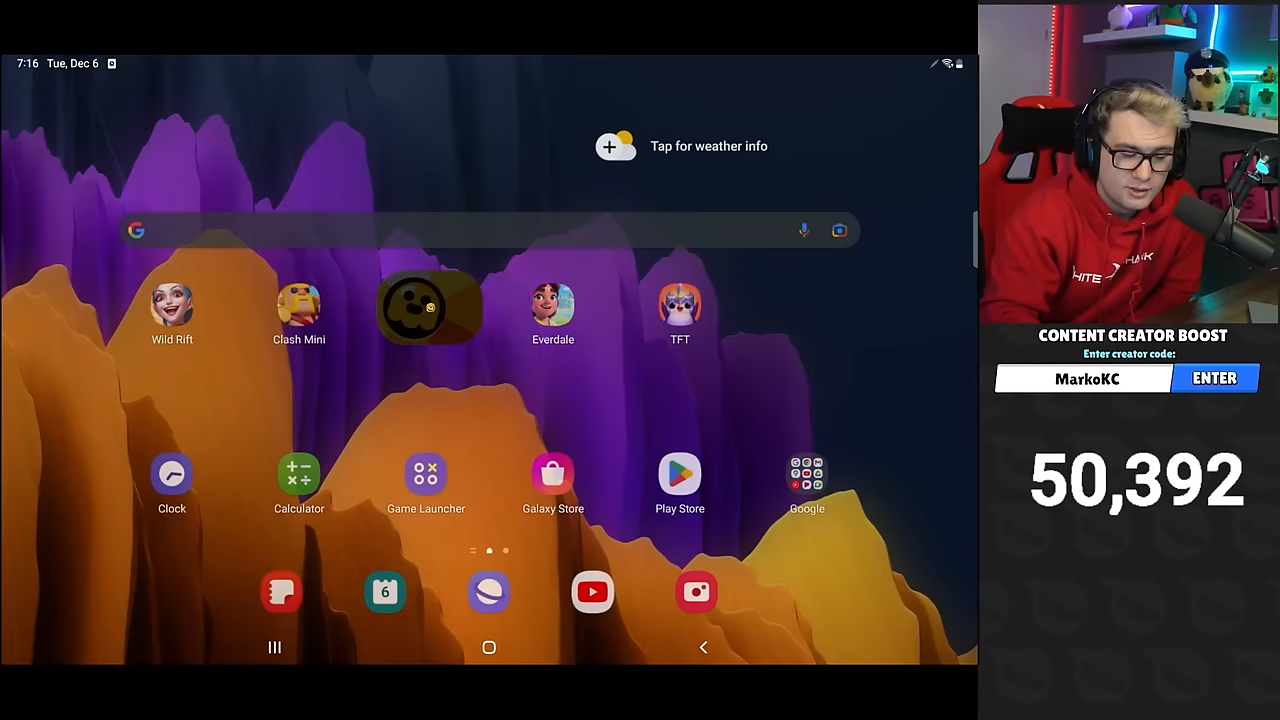 7:16 Tue, Dec 6
Tap for weather info
Wild Rift
Clash Mini
Everdale
TFT
Clock
Calculator
Game Launcher
Galaxy Store
Play Store
Google
6
CONTENT CREATOR BOOST
Enter creator code:
MarkoKC
ENTER
50,392